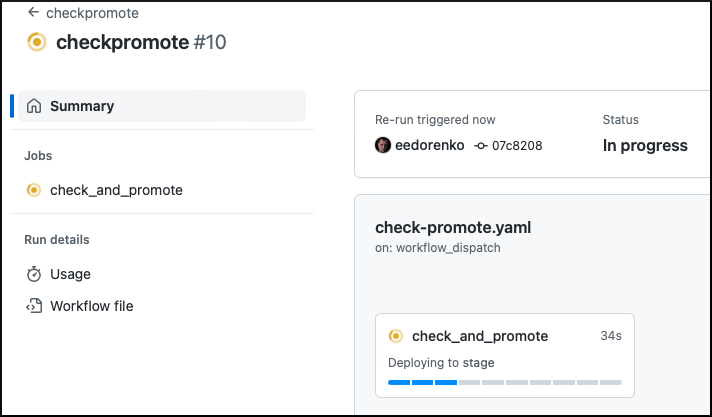 ← checkpromote
checkpromote #10
Summary
Jobs
check_and_promote
Run details
Usage
Workflow file
Re-run triggered now
eedorenko 07c8208
Status
In progress
check-promote.yaml
on: workflow_dispatch
check_and_promote 34s
Deploying to stage